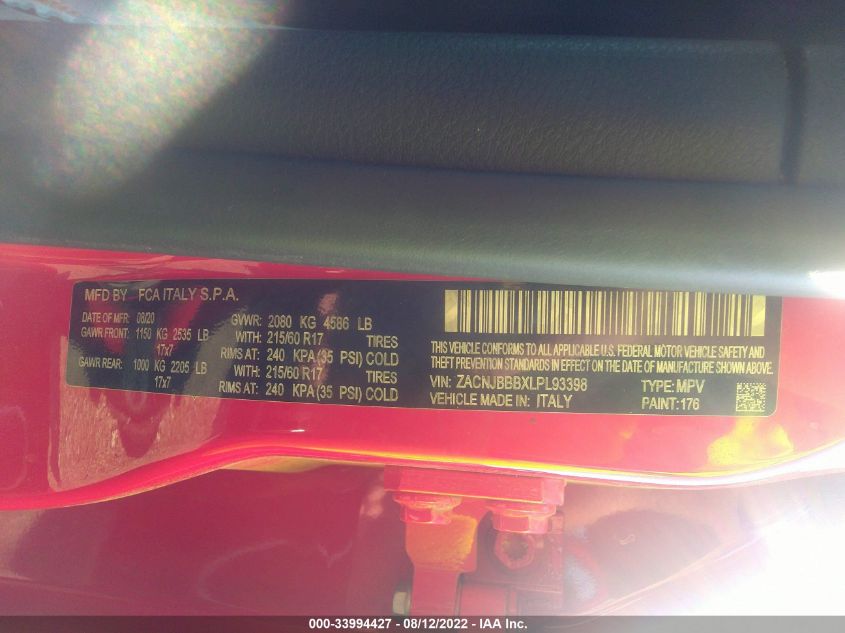 MFD BY FCA ITALY S.P.A.
DATE OF MFR: 08/20 GVWR: 2080 KG 4586 LB
GAWR FRONT: 1150 KG 2535 LB WITH: 215/60 R17 TIRES
17x7 RIMS AT: 240 KPA(35 PSI) COLD
GAWR REAR: 1000 KG 2205 LB WITH: 215/60 R17 TIRES
17x7 RIMS AT: 240 KPA (35 PSI) COLD
THIS VEHICLE CONFORMS TO ALL APPLICABLE U.S. FEDERAL MOTOR VEHICLE SAFETY AND
THEFT PREVENTION STANDARDS IN EFFECT ON THE DATE OF MANUFACTURE SHOWN ABOVE.
VIN: ZACNJBBBXLPL93398 TYPE: MPV
VEHICLE MADE IN: ITALY PAINT:176
000-33994427 - 08/12/2022 - IAA Inc.